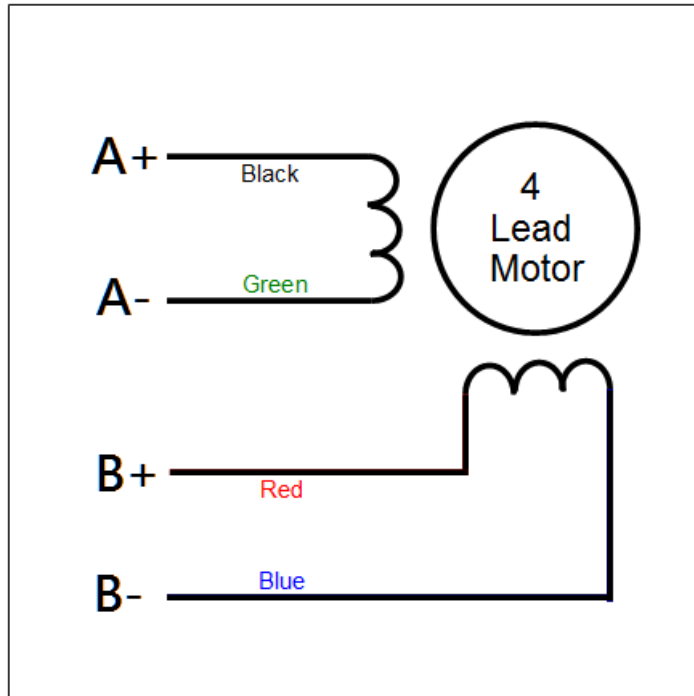 A+
Black
4
Lead
Motor
A-
Green
B+
Red
B-
Blue